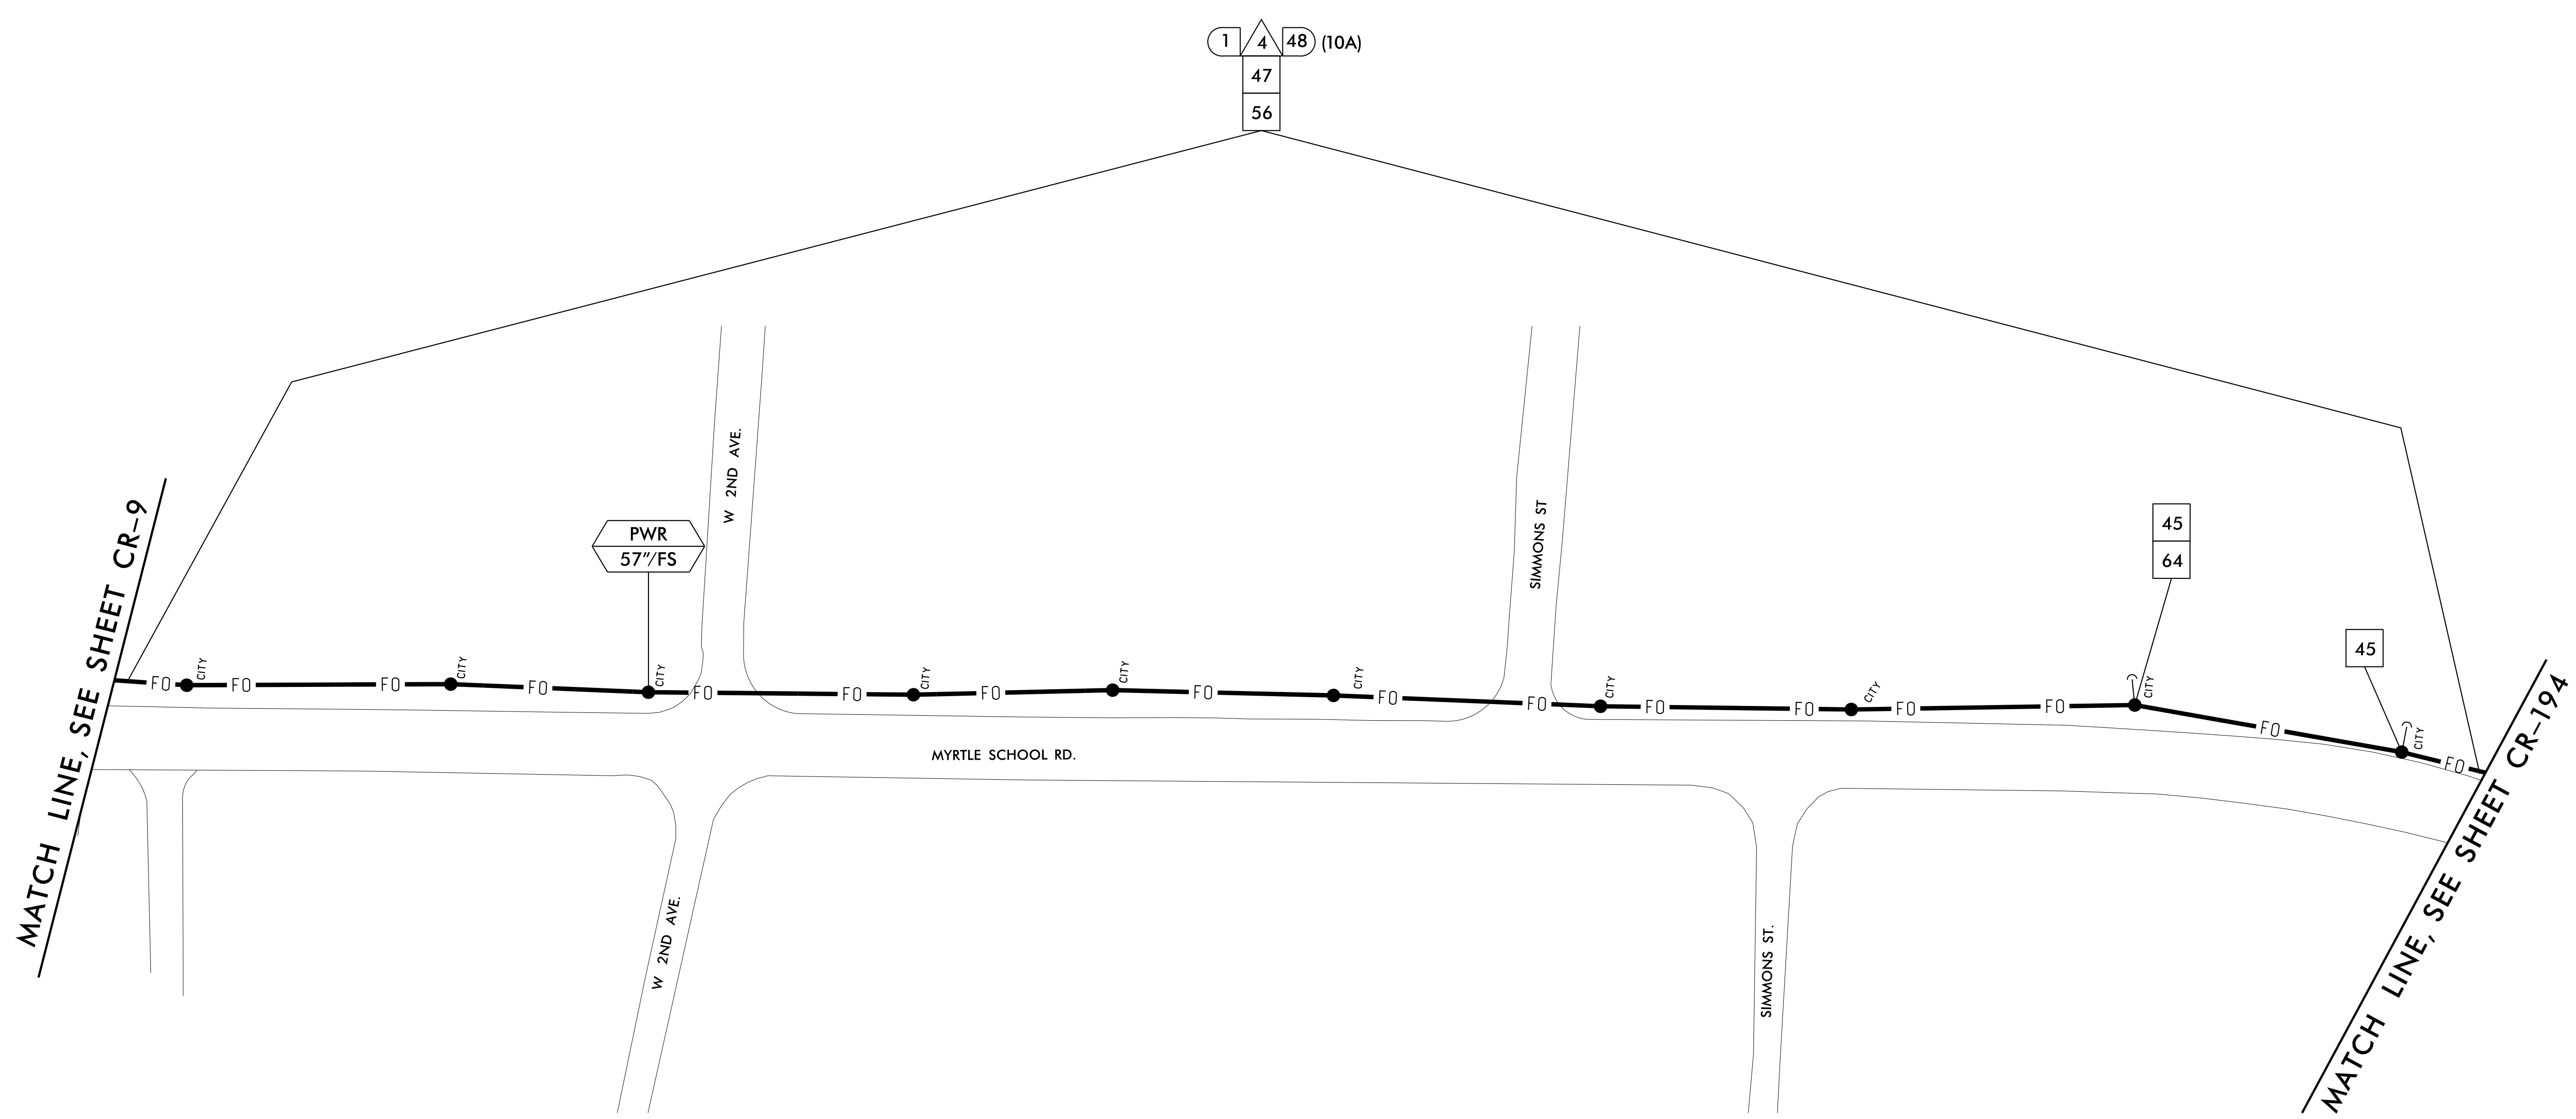 1 4 48 (10A)
47
56
W 2ND AVE.
SIMMONS ST
MATCH LINE, SEE SHEET CR-9
PWR
57"/FS
45
64
45
CITY CITY CITY CITY CITY CITY CITY CITY CITY CITY
FO FO FO FO FO FO FO FO FO FO FO FO FO FO FO FO
MYRTLE SCHOOL RD.
MATCH LINE, SEE SHEET CR-194
W 2ND AVE.
SIMMONS ST.